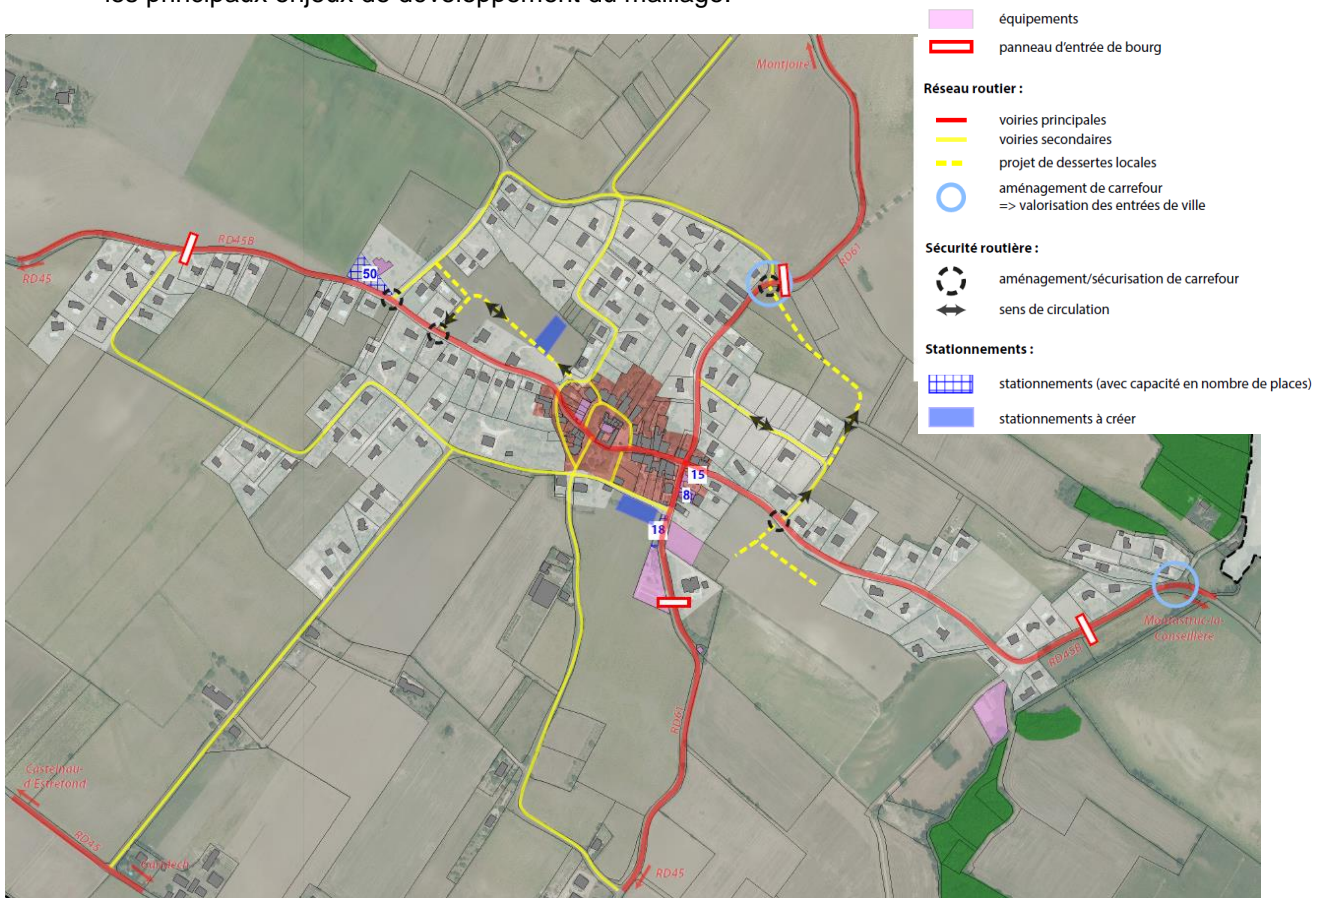 les principaux enjeux de développement du maillage.
équipements
panneau d'entrée de bourg
Réseau routier :
voiries principales
voiries secondaires
projet de dessertes locales
aménagement de carrefour
=> valorisation des entrées de ville
Sécurité routière :
aménagement/sécurisation de carrefour
sens de circulation
Stationnements :
stationnements (avec capacité en nombre de places)
stationnements à créer
Montjoire
RD45B
RD61
RD45
50
15
8
18
Monastruc-la
Conseillère
RD45B
RD61
Castelnau-
d'Estretond
RD45
RD45